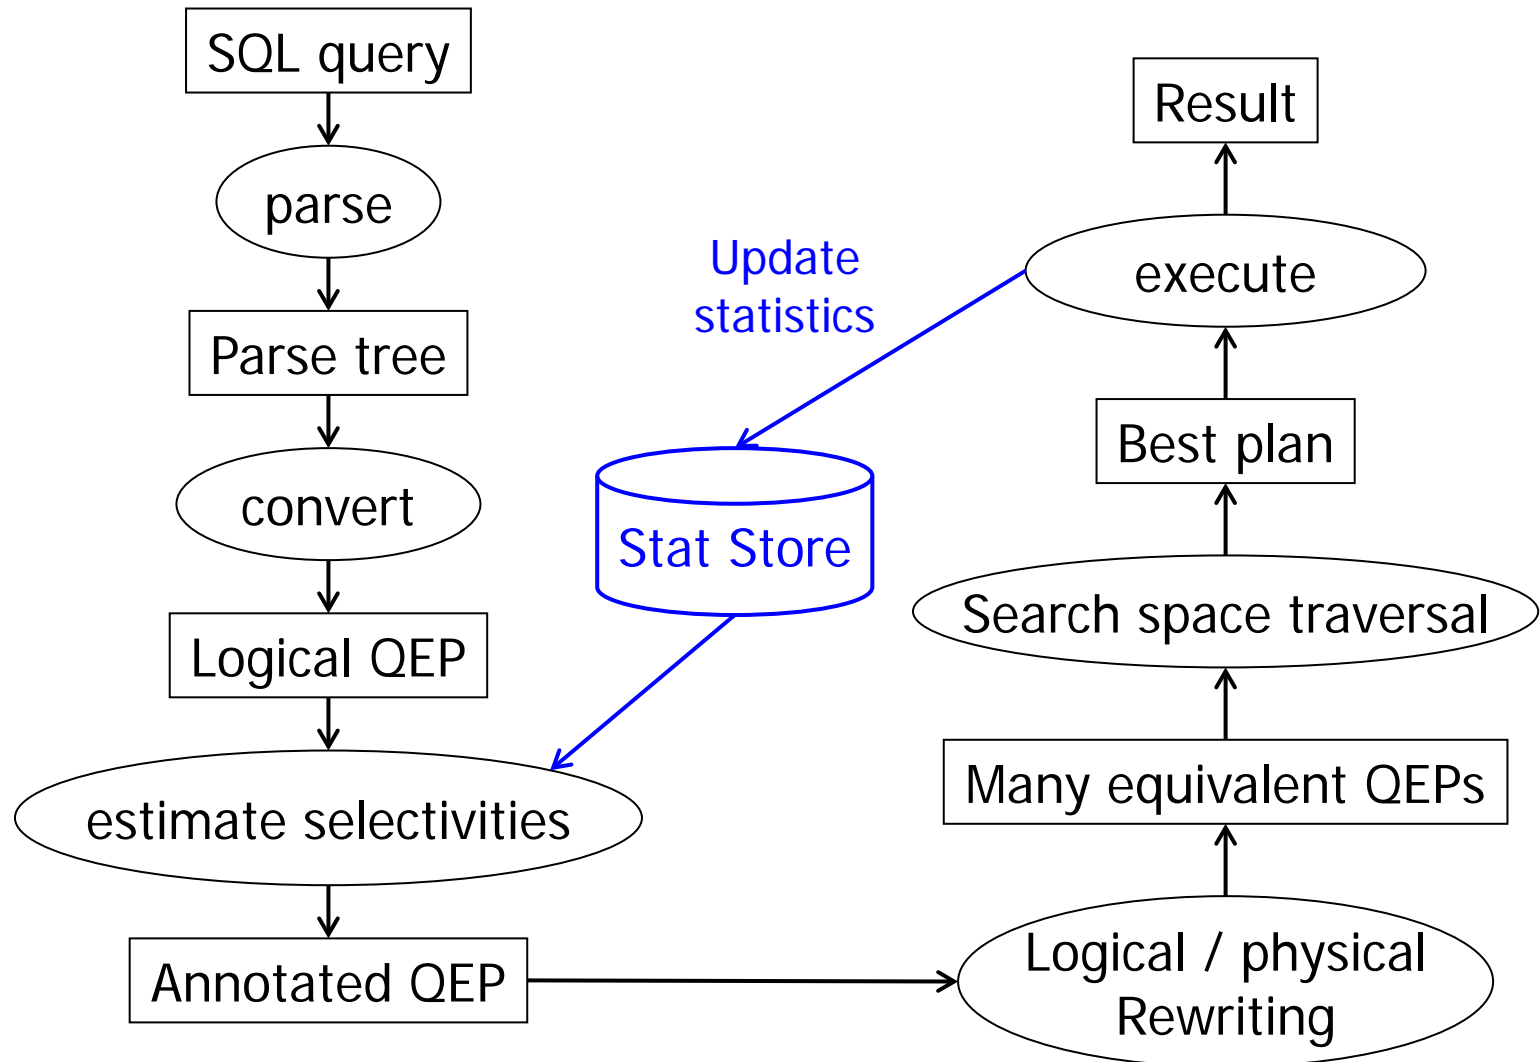 SQL query
parse
Parse tree
convert
Logical QEP
estimate selectivities
Annotated QEP
Update
statistics
Stat Store
Result
execute
Best plan
Search space traversal
Many equivalent QEPs
Logical / physical
Rewriting